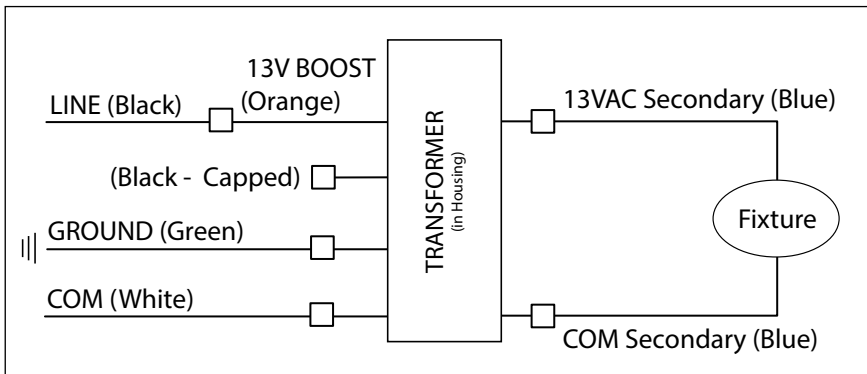 13V BOOST
(Orange)
LINE (Black)
(Black - Capped)
GROUND (Green)
COM (White)
TRANSFORMER
(in Housing)
13VAC Secondary (Blue)
Fixture
COM Secondary (Blue)